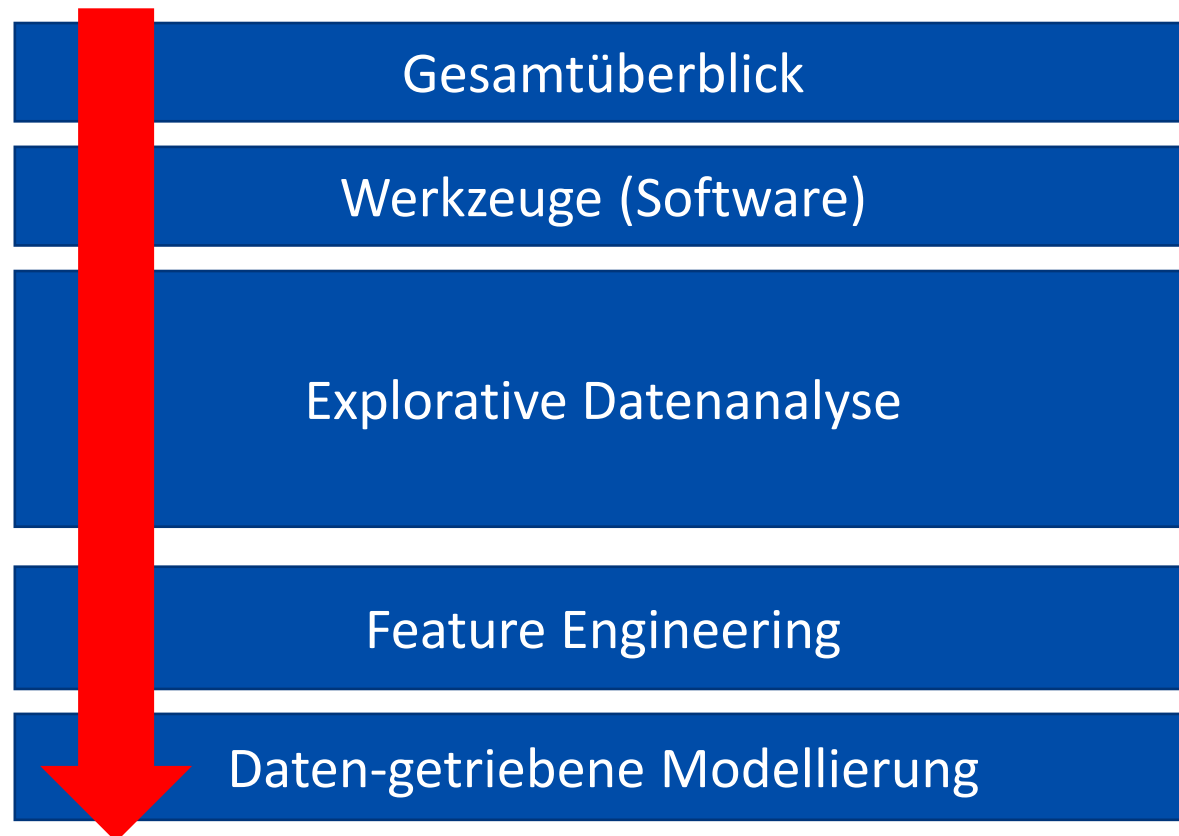 Gesamtüberblick
Werkzeuge (Software)
Explorative Datenanalyse
Feature Engineering
Daten-getriebene Modellierung